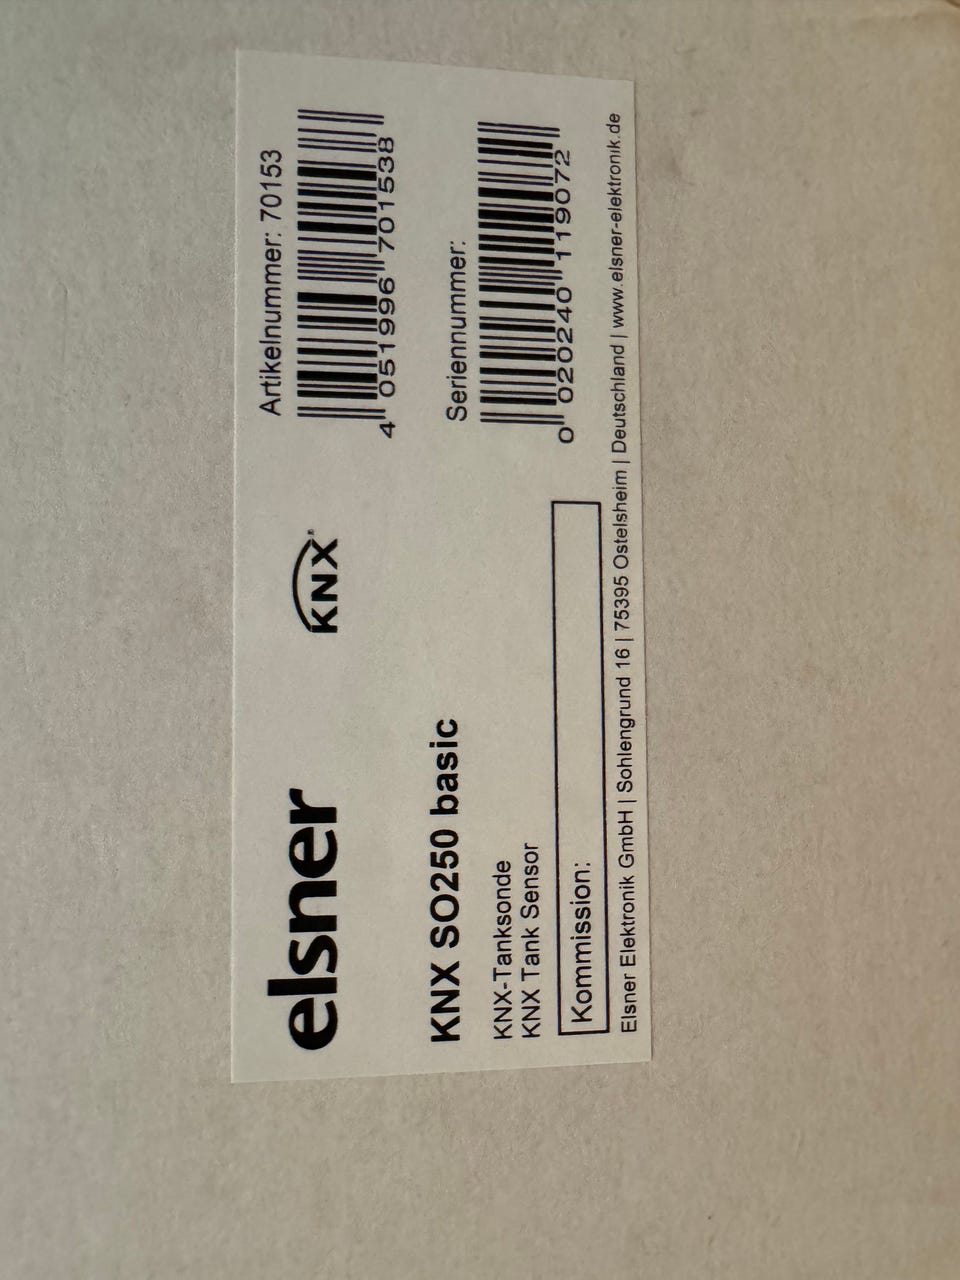 elsner
KNX®
Artikelnummer: 70153
4 051996 701538
KNX SO250 basic
Seriennummer:
0 020240 119072
KNX-Tanksonde
KNX Tank Sensor
Kommission:
Elsner Elektronik GmbH | Sohlengrund 16 | 75395 Ostelsheim | Deutschland | www.elsner-elektronik.de